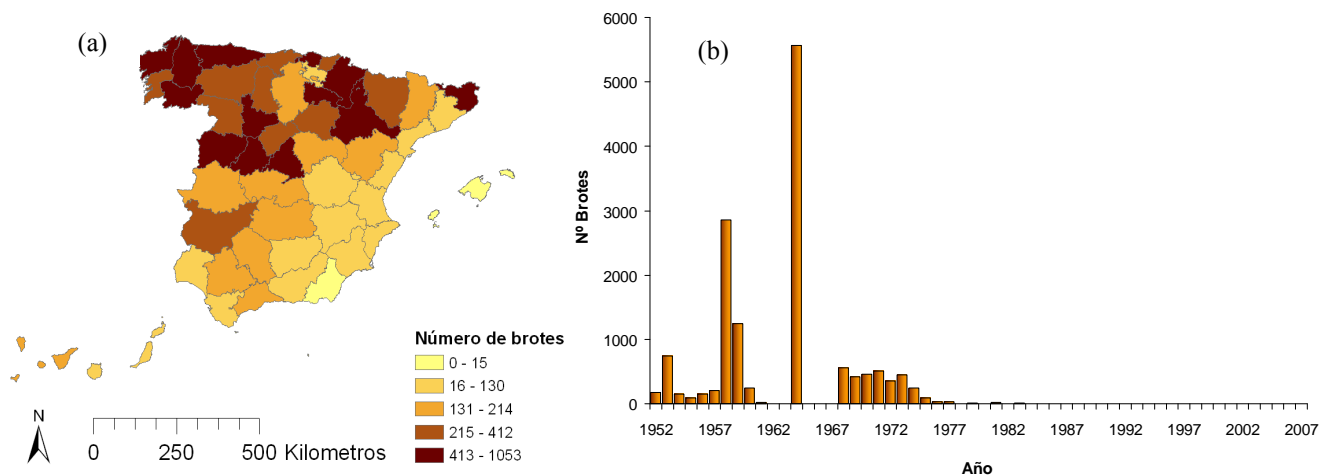 (a)
Número de brotes
0 - 15
16 - 130
131 - 214
215 - 412
413 - 1053
N
0 250 500 Kilometros
(b)
6000
5000
4000
3000
2000
1000
0
Nº Brotes
1952 1957 1962 1967 1972 1977 1982 1987 1992 1997 2002 2007
Año